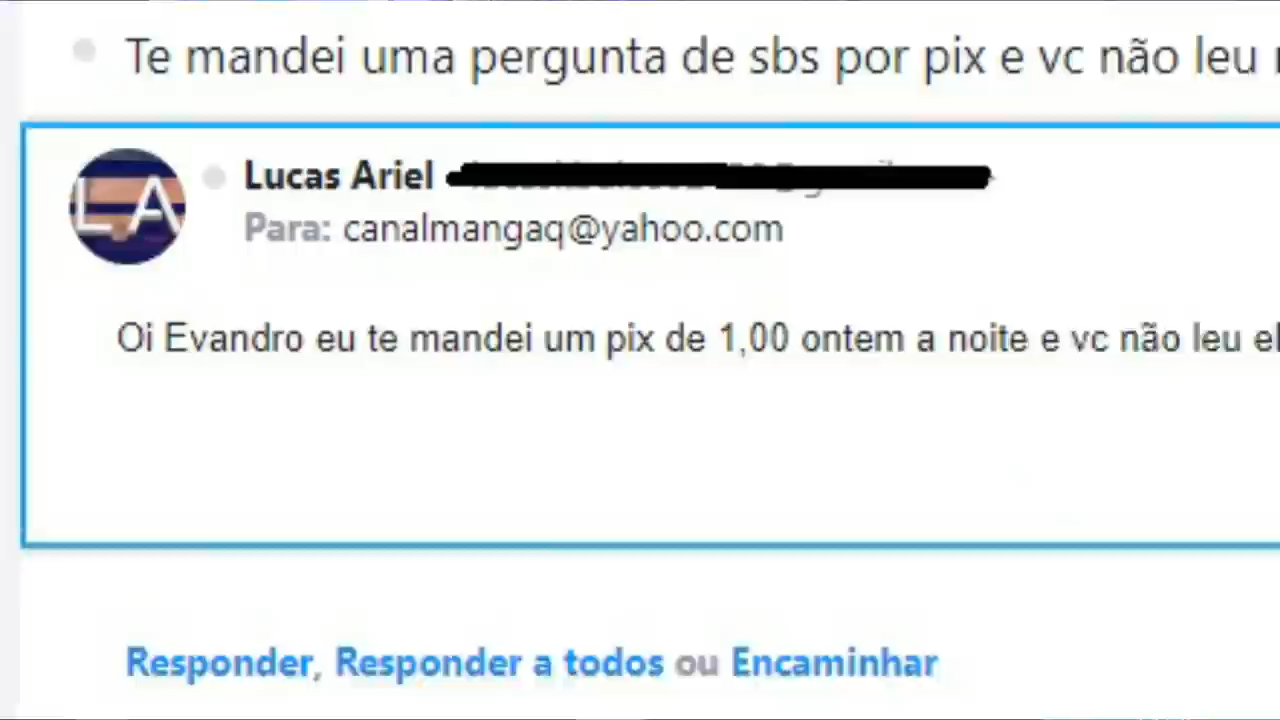 Te mandei uma pergunta de sbs por pix e vc não leu
LA
Lucas Ariel
Para: canalmangaq@yahoo.com
Oi Evandro eu te mandei um pix de 1,00 ontem a noite e vc não leu
Responder, Responder a todos ou Encaminhar